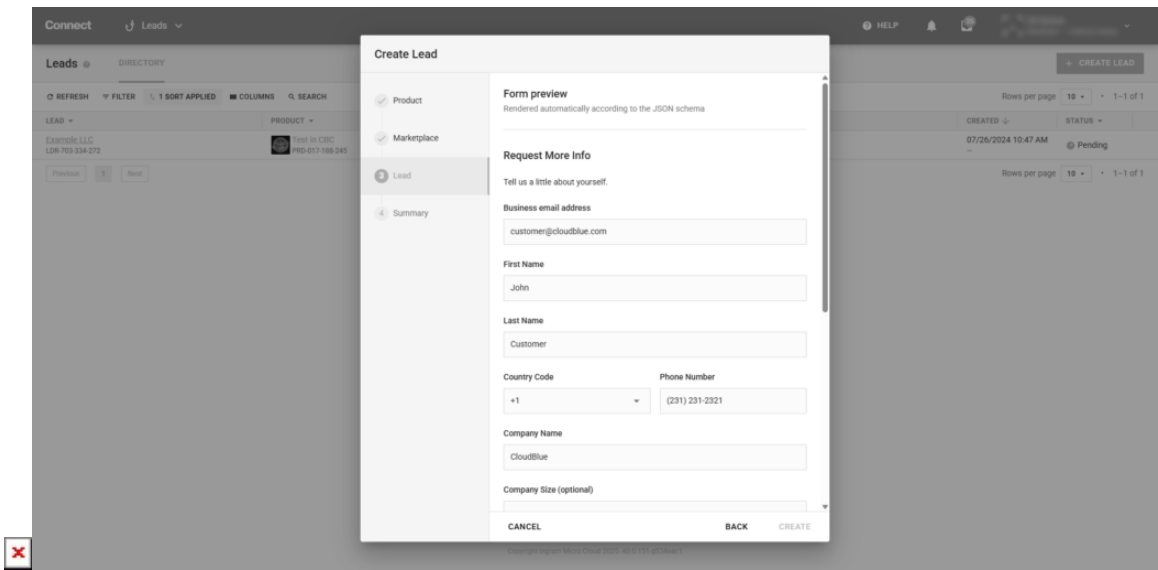 Connect
Leads
HELP
Leads
DIRECTORY
+ CREATE LEAD
REFRESH
FILTER
1 SORT APPLIED
COLUMNS
SEARCH
Rows per page 10 1–1 of 1
LEAD
PRODUCT
CREATED
STATUS
Example LLC
LDR-702-334-272
Test in CBC
PRD-017-188-245
07/26/2024 10:47 AM
--
Pending
Previous 1 Next
Rows per page 10 1–1 of 1
Create Lead
Product
Marketplace
3 Lead
4 Summary
Form preview
Rendered automatically according to the JSON schema
Request More Info
Tell us a little about yourself.
Business email address
customer@cloudblue.com
First Name
John
Last Name
Customer
Country Code
Phone Number
+1
(231) 231-2321
Company Name
CloudBlue
Company Size (optional)
CANCEL
BACK
CREATE
Copyright Ingram Micro Cloud